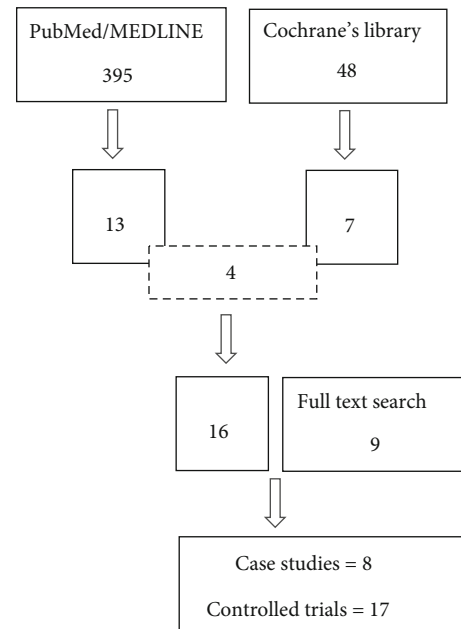 PubMed/MEDLINE
395
Cochrane's library
48
13
7
4
16
Full text search
9
Case studies = 8
Controlled trials = 17